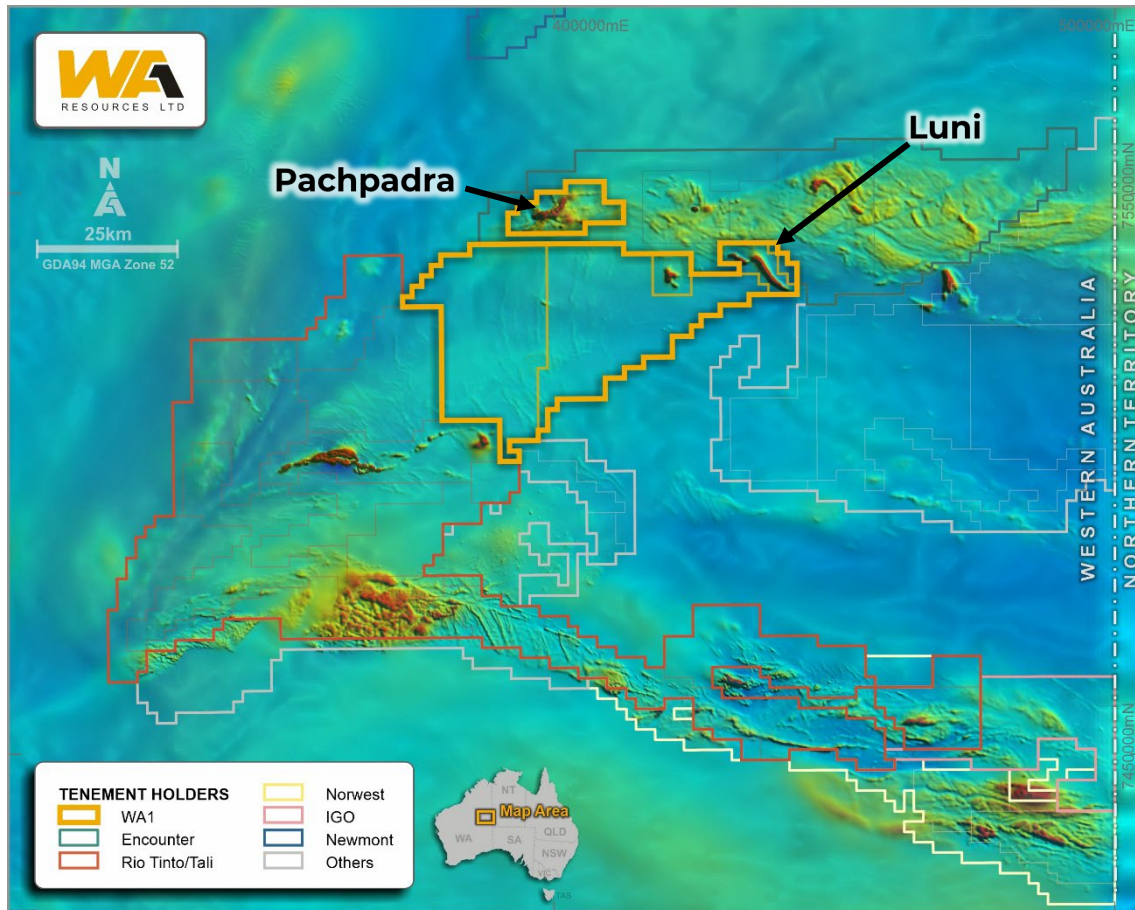 400000mE
500000mE
WA1
RESOURCES LTD
N
25km
GDA94 MGA Zone 52
Pachpadra
Luni
7550000mN
WESTERN AUSTRALIA
NORTHERN TERRITORY
7450000mN
TENEMENT HOLDERS
WA1
Encounter
Rio Tinto/Tali
Norwest
IGO
Newmont
Others
Map Area
NT
WA
SA
QLD
NSW
VIC
TAS